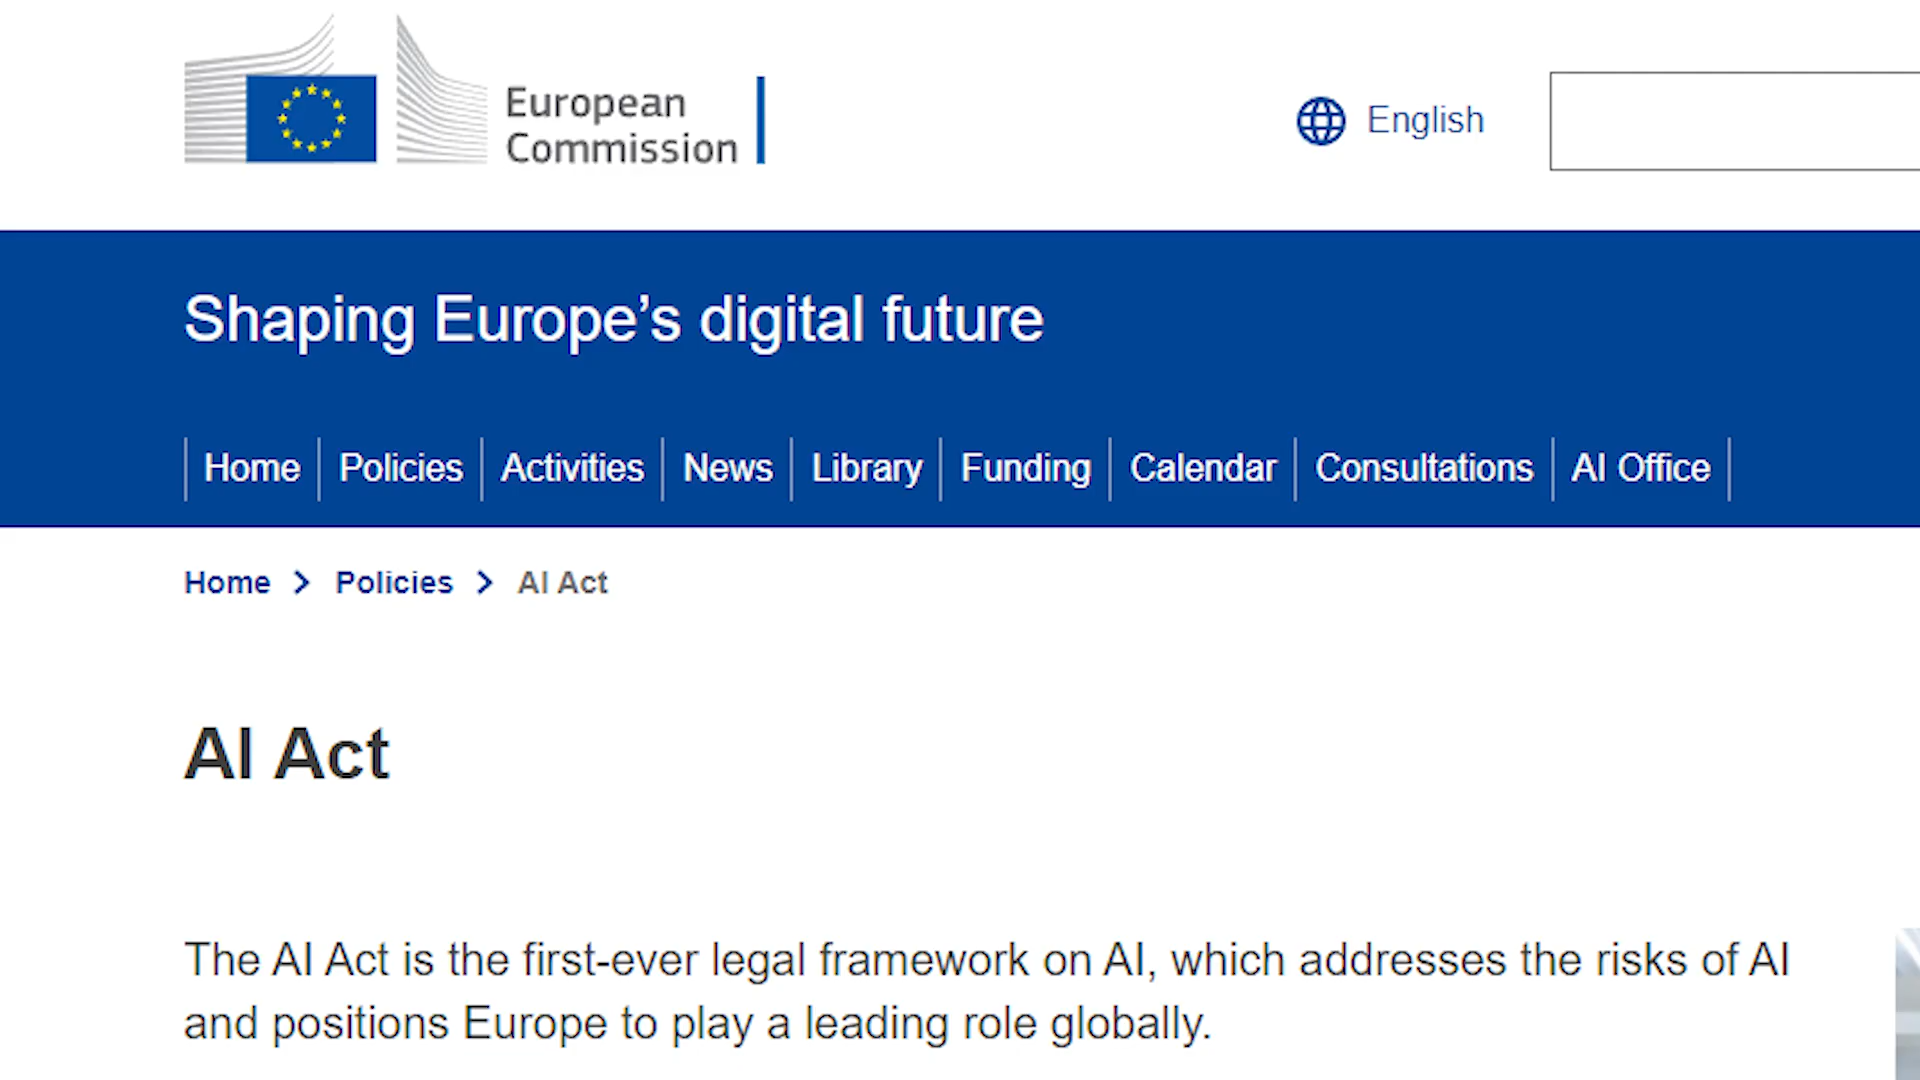 European
Commission
English
Shaping Europe’s digital future
Home Policies Activities News Library Funding Calendar Consultations AI Office
Home > Policies > AI Act
AI Act
The AI Act is the first-ever legal framework on AI, which addresses the risks of AI
and positions Europe to play a leading role globally.